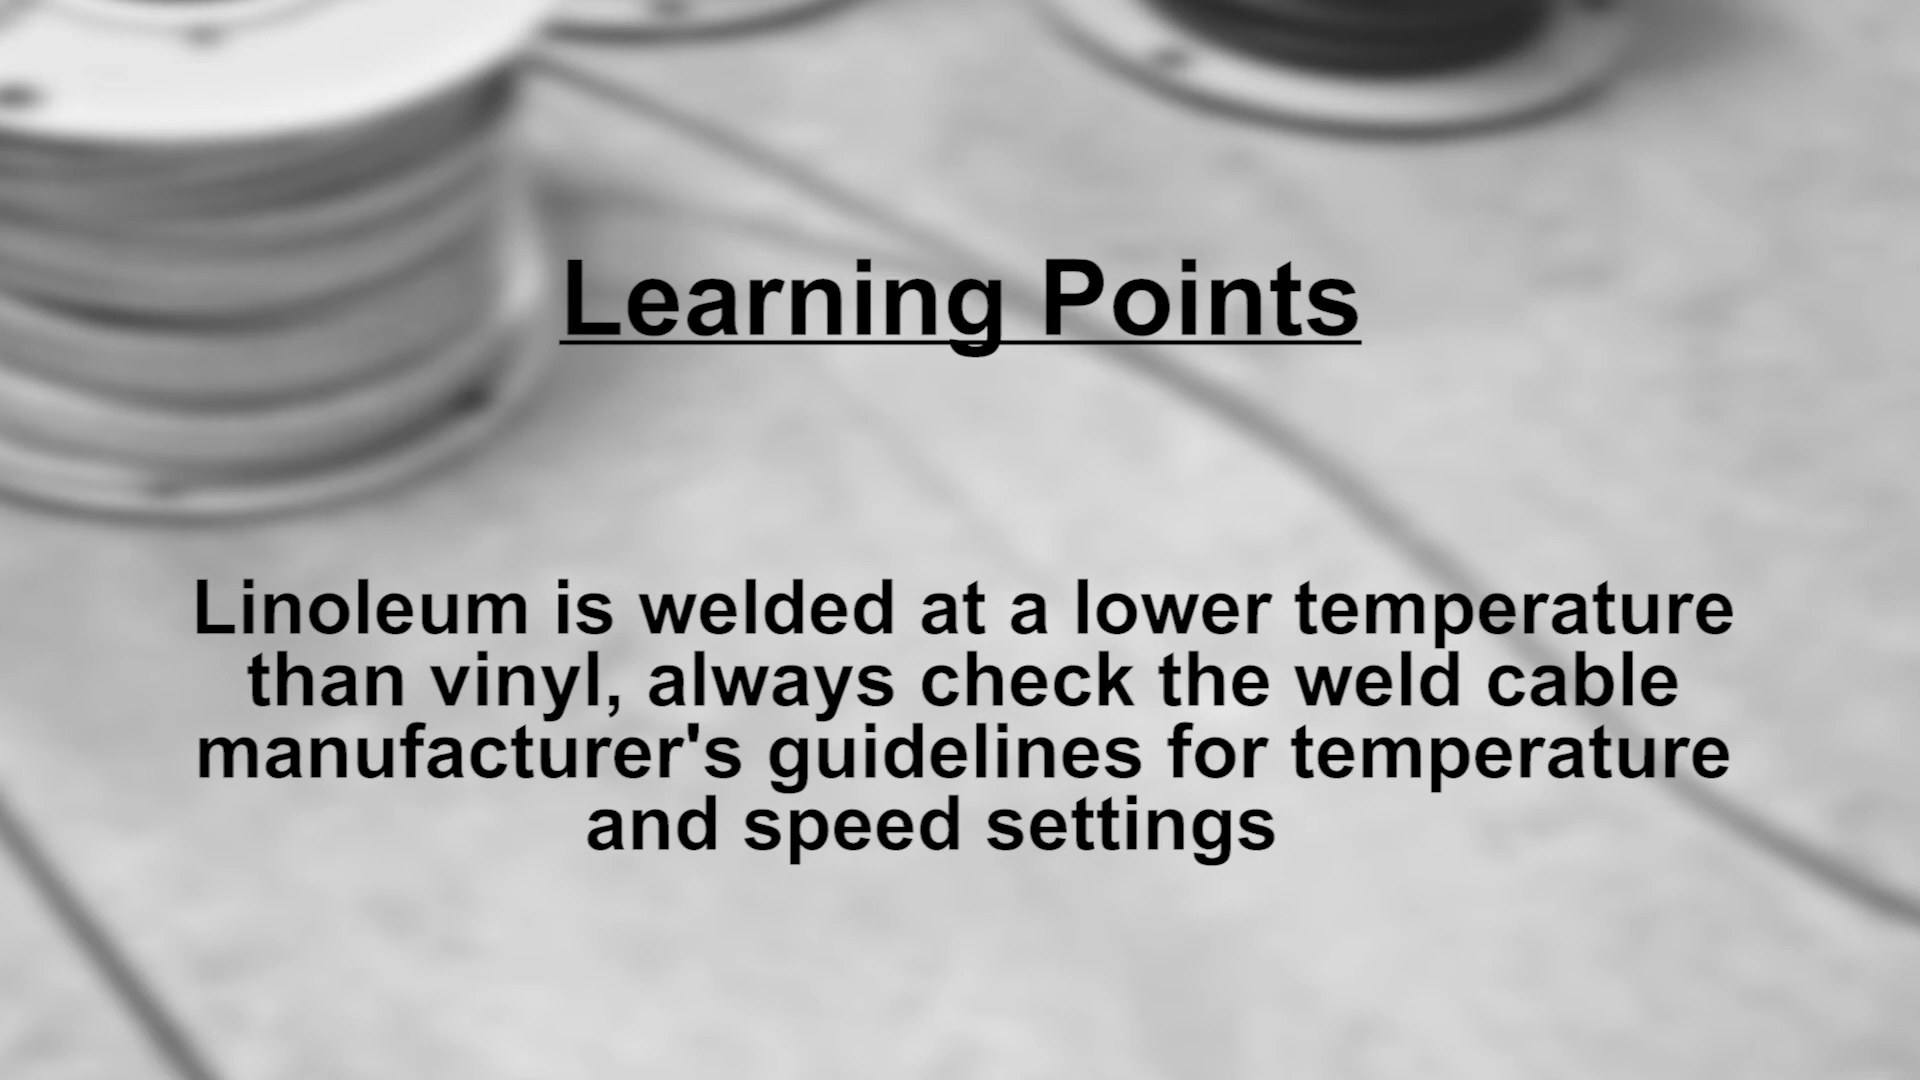 Learning Points
Linoleum is welded at a lower temperature
than vinyl, always check the weld cable
manufacturer's guidelines for temperature
and speed settings